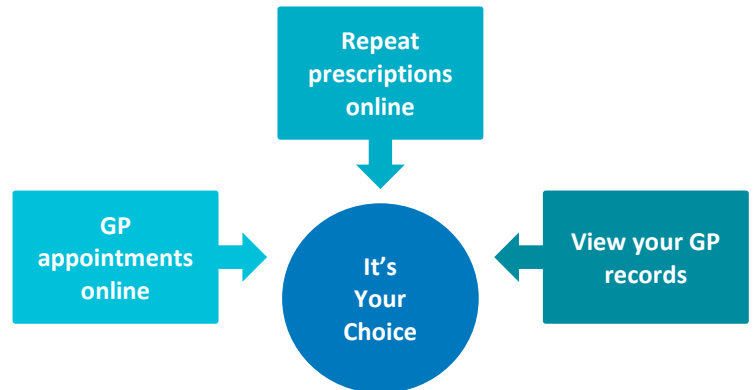 Repeat
prescriptions
online
GP
appointments
online
It’s
Your
Choice
View your GP
records